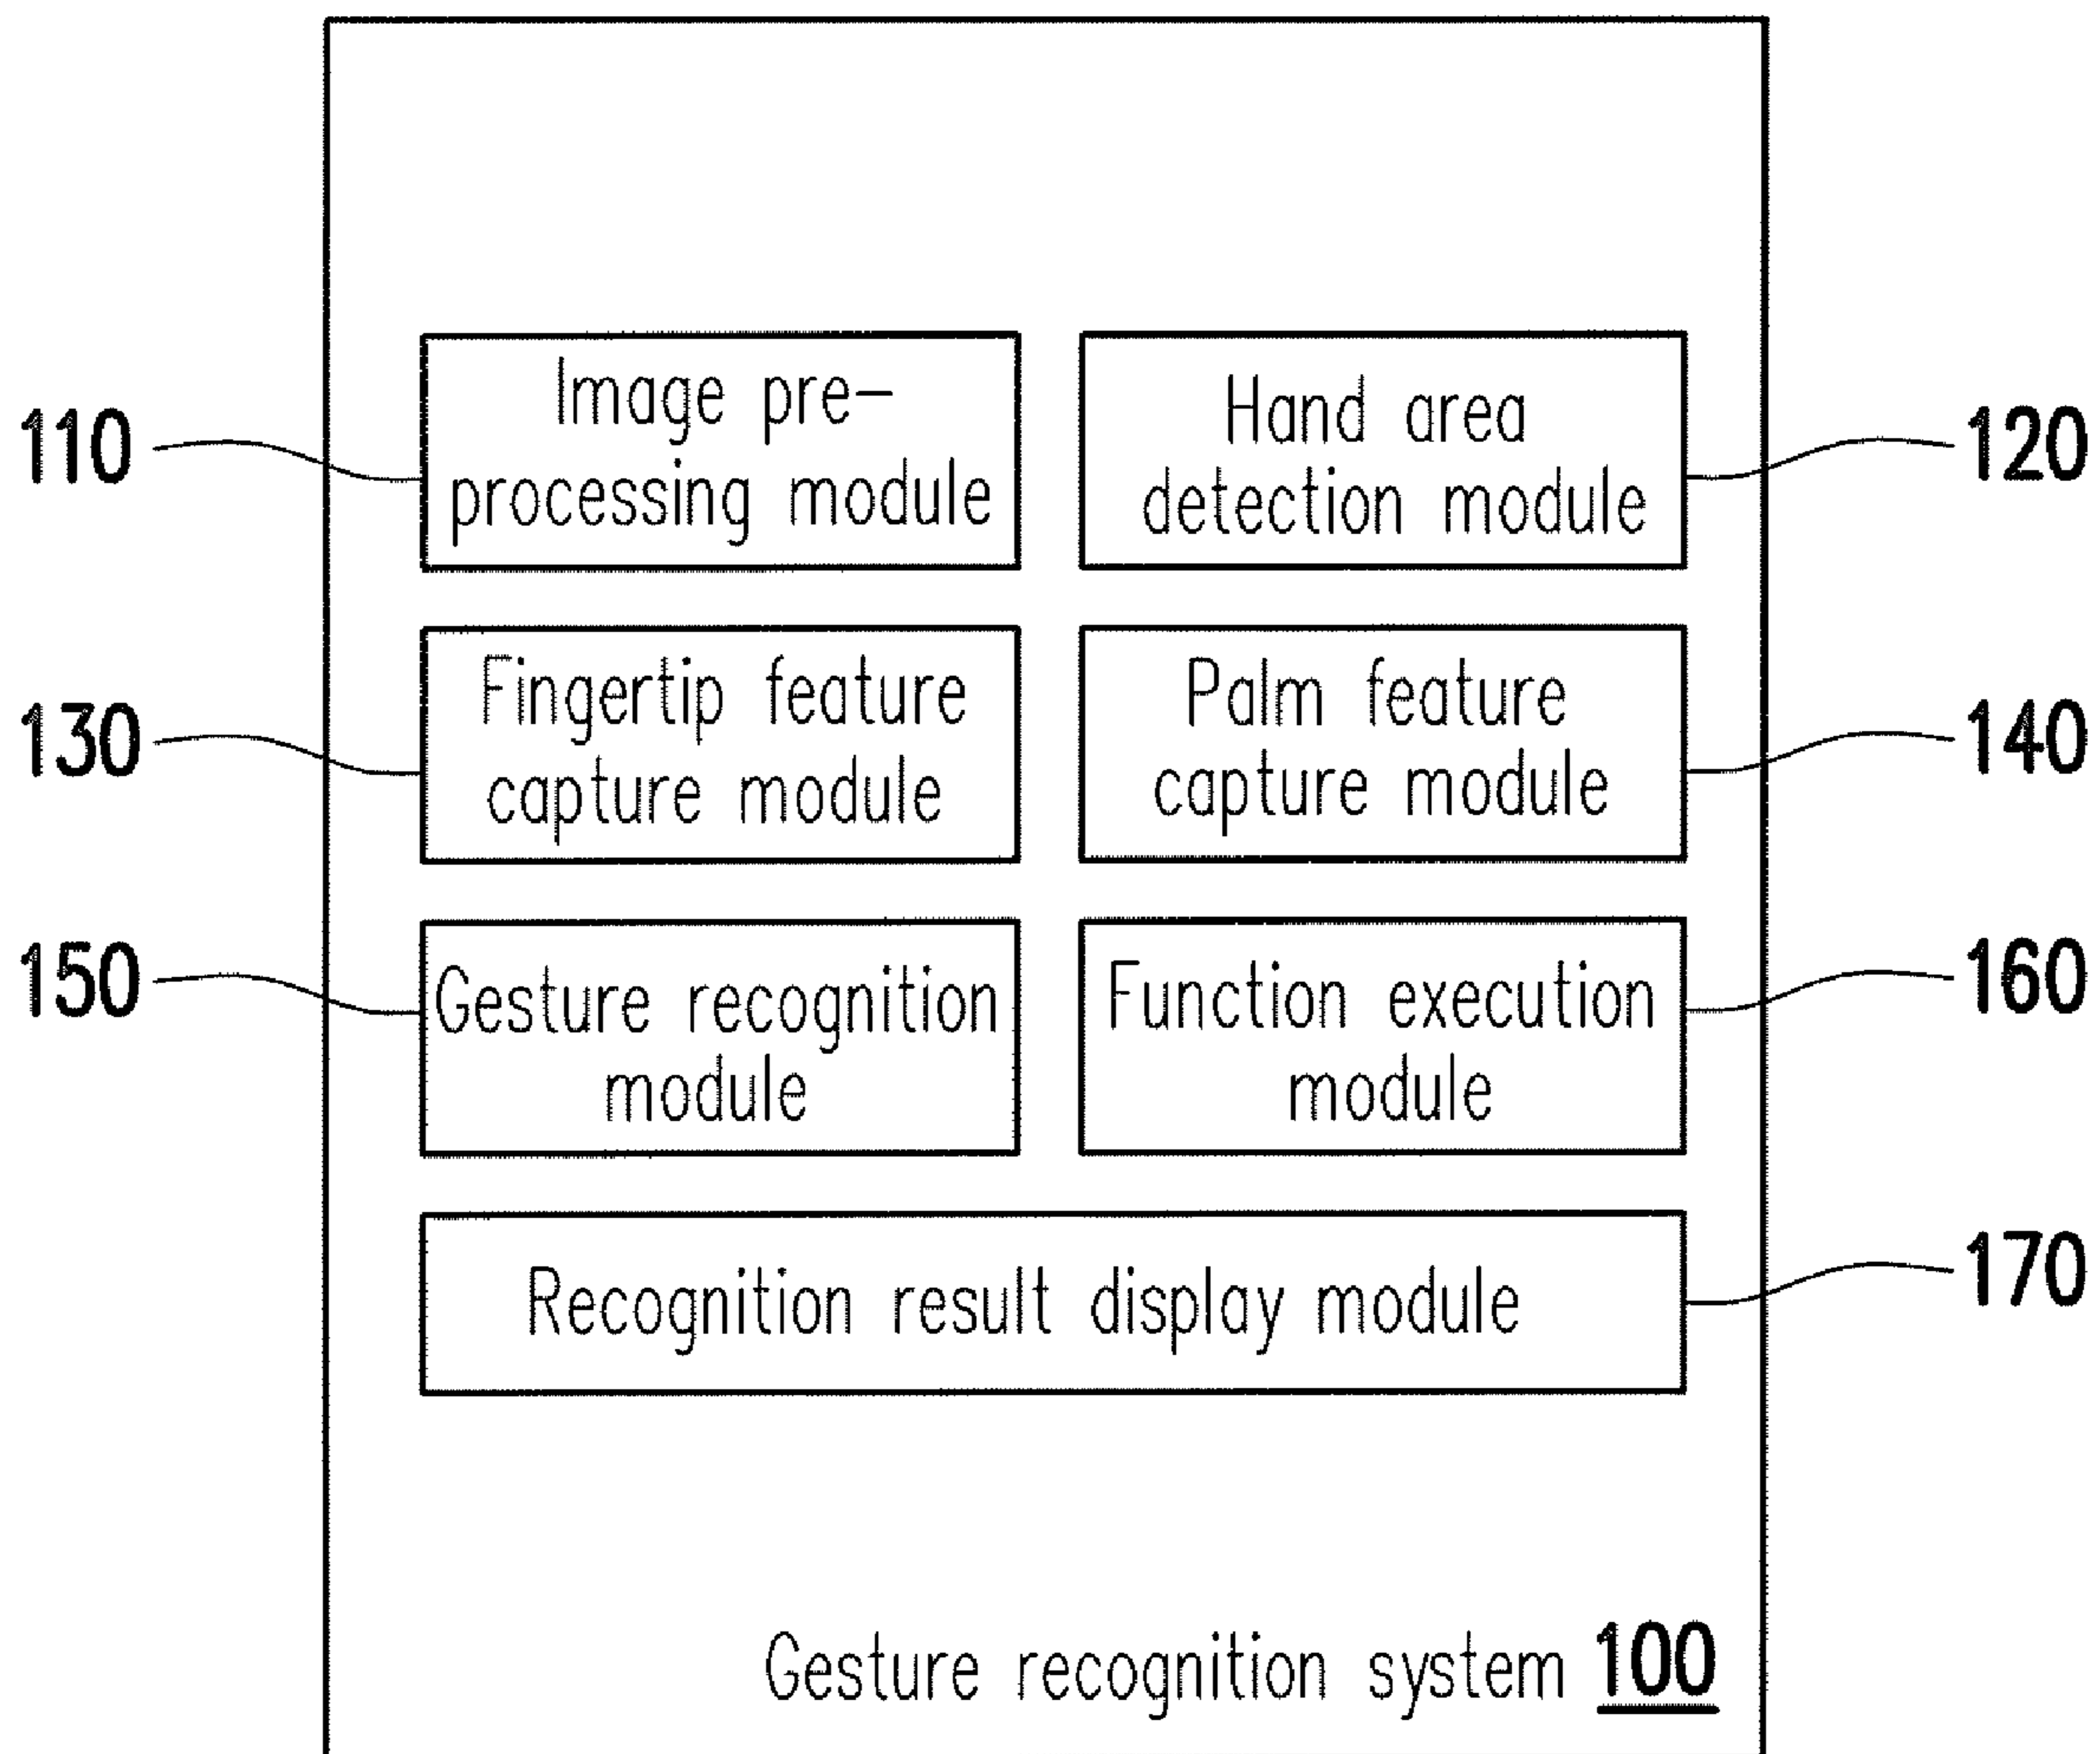 Image pre-
processing module
110
Hand area
detection module
120
Fingertip feature
capture module
130
Palm feature
capture module
140
Gesture recognition
module
150
Function execution
module
160
Recognition result display module
170
Gesture recognition system 100